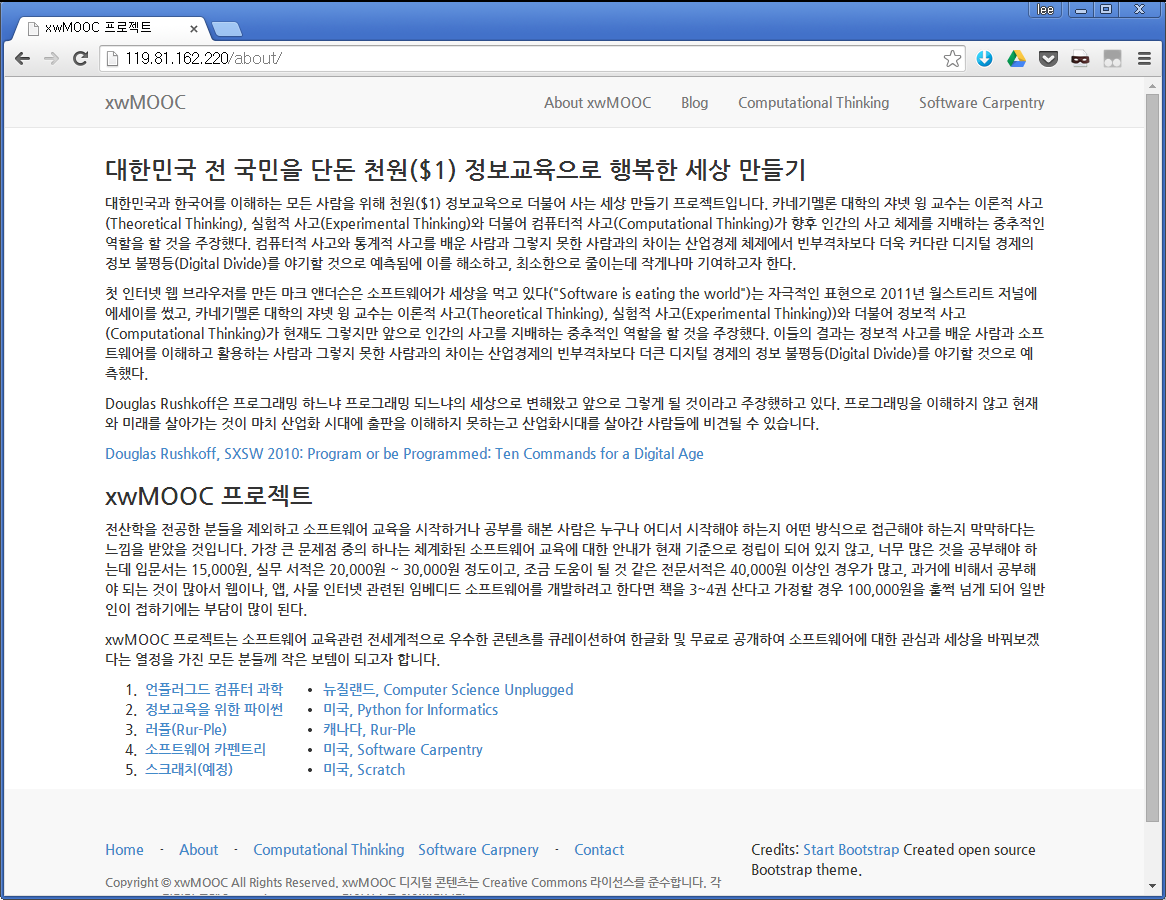 lee
xwMOOC 프로젝트
119.81.162.220/about/
xwMOOC About xwMOOC Blog Computational Thinking Software Carpentry
대한민국 전 국민을 단돈 천원($1) 정보교육으로 행복한 세상 만들기
대한민국과 한국어를 이해하는 모든 사람을 위해 천원($1) 정보교육으로 더불어 사는 세상 만들기 프로젝트입니다. 카네기멜론 대학의 쟈넷 윙 교수는 이론적 사고
(Theoretical Thinking), 실험적 사고(Experimental Thinking)와 더불어 컴퓨터적 사고(Computational Thinking)가 향후 인간의 사고 체제를 지배하는 중추적인
역할을 할 것을 주장했다. 컴퓨터적 사고와 통계적 사고를 배운 사람과 그렇지 못한 사람과의 차이는 산업경제 체제에서 빈부격차보다 더욱 커다란 디지털 경제의
정보 불평등(Digital Divide)를 야기할 것으로 예측됨에 이를 해소하고, 최소한으로 줄이는데 작게나마 기여하고자 한다.
첫 인터넷 웹 브라우저를 만든 마크 앤더슨은 소프트웨어가 세상을 먹고 있다("Software is eating the world")는 자극적인 표현으로 2011년 월스트리트 저널에
에세이를 썼고, 카네기멜론 대학의 쟈넷 윙 교수는 이론적 사고(Theoretical Thinking), 실험적 사고(Experimental Thinking))와 더불어 정보적 사고
(Computational Thinking)가 현재도 그렇지만 앞으로 인간의 사고를 지배하는 중추적인 역할을 할 것을 주장했다. 이들의 결과는 정보적 사고를 배운 사람과 소프
트웨어를 이해하고 활용하는 사람과 그렇지 못한 사람과의 차이는 산업경제의 빈부격차보다 더큰 디지털 경제의 정보 불평등(Digital Divide)를 야기할 것으로 예
측했다.
Douglas Rushkoff은 프로그래밍 하느냐 프로그래밍 되느냐의 세상으로 변해왔고 앞으로 그렇게 될 것이라고 주장했하고 있다. 프로그래밍을 이해하지 않고 현재
와 미래를 살아가는 것이 마치 산업화 시대에 출판을 이해하지 못하는고 산업화시대를 살아간 사람들에 비견될 수 있습니다.
Douglas Rushkoff, SXSW 2010: Program or be Programmed: Ten Commands for a Digital Age
xwMOOC 프로젝트
전산학을 전공한 분들을 제외하고 소프트웨어 교육을 시작하거나 공부를 해본 사람은 누구나 어디서 시작해야 하는지 어떤 방식으로 접근해야 하는지 막막하다는
느낌을 받았을 것입니다. 가장 큰 문제점 중의 하나는 체계화된 소프트웨어 교육에 대한 안내가 현재 기준으로 정립이 되어 있지 않고, 너무 많은 것을 공부해야 하
는데 입문서는 15,000원, 실무 서적은 20,000원 ~ 30,000원 정도이고, 조금 도움이 될 것 같은 전문서적은 40,000원 이상인 경우가 많고, 과거에 비해서 공부해
야 되는 것이 많아서 웹이나, 앱, 사물 인터넷 관련된 임베디드 소프트웨어를 개발하려고 한다면 책을 3~4권 산다고 가정할 경우 100,000원을 훌쩍 넘게 되어 일반
인이 접하기에는 부담이 많이 된다.
xwMOOC 프로젝트는 소프트웨어 교육관련 전세계적으로 우수한 콘텐츠를 큐레이션하여 한글화 및 무료로 공개하여 소프트웨어에 대한 관심과 세상을 바꿔보겠
다는 열정을 가진 모든 분들께 작은 보템이 되고자 합니다.
1. 언플러그드 컴퓨터 과학 • 뉴질랜드, Computer Science Unplugged
2. 정보교육을 위한 파이썬 • 미국, Python for Informatics
3. 러플(Rur-Ple) • 캐나다, Rur-Ple
4. 소프트웨어 카펜트리 • 미국, Software Carpentry
5. 스크래치(예정) • 미국, Scratch
Home - About - Computational Thinking Software Carpnery - Contact
Credits: Start Bootstrap Created open source
Bootstrap theme.
Copyright © xwMOOC All Rights Reserved, xwMOOC 디지털 콘텐츠는 Creative Commons 라이선스를 준수합니다. 각